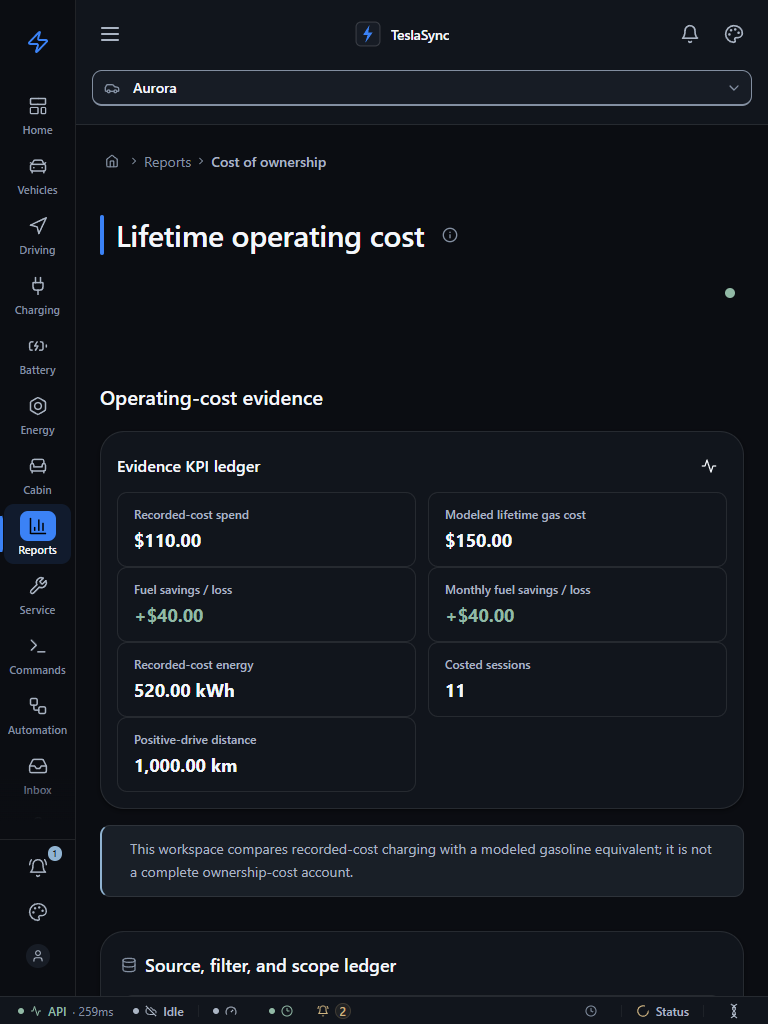 TeslaSync
Aurora
Home
Vehicles
Driving
Charging
Battery
Energy
Cabin
Reports
Service
Commands
Automation
Inbox
1
Reports
Cost of ownership
Lifetime operating cost
Operating-cost evidence
Evidence KPI ledger
Recorded-cost spend
$110.00
Modeled lifetime gas cost
$150.00
Fuel savings / loss
+$40.00
Monthly fuel savings / loss
+$40.00
Recorded-cost energy
520.00 kWh
Costed sessions
11
Positive-drive distance
1,000.00 km
This workspace compares recorded-cost charging with a modeled gasoline equivalent; it is not
a complete ownership-cost account.
Source, filter, and scope ledger
API · 259ms
Idle
2
Status